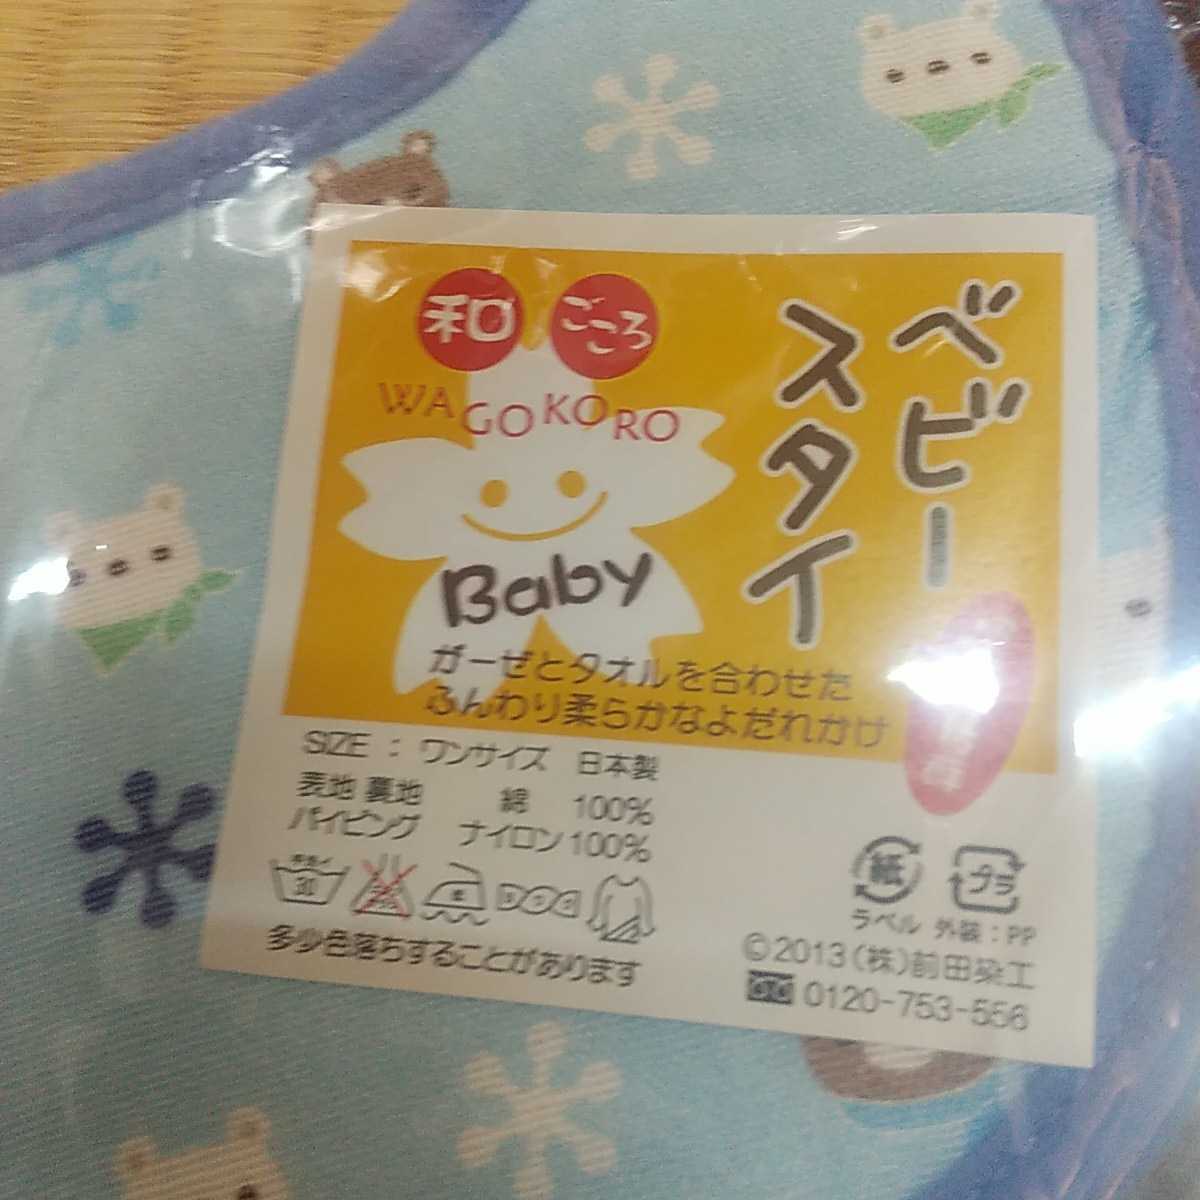 和ごころ
WAGOKORO
Baby
ベビー
スタイ
ガーゼとタオルを合わせた
ふんわり柔らかなよだれかけ
SIZE : ワンサイズ 日本製
表地 裏地 綿 100%
パイピング ナイロン100%
30
多少色落ちすることがあります
紙 プラ
ラベル 外装:PP
©2013(株)前田染工
0120-753-556